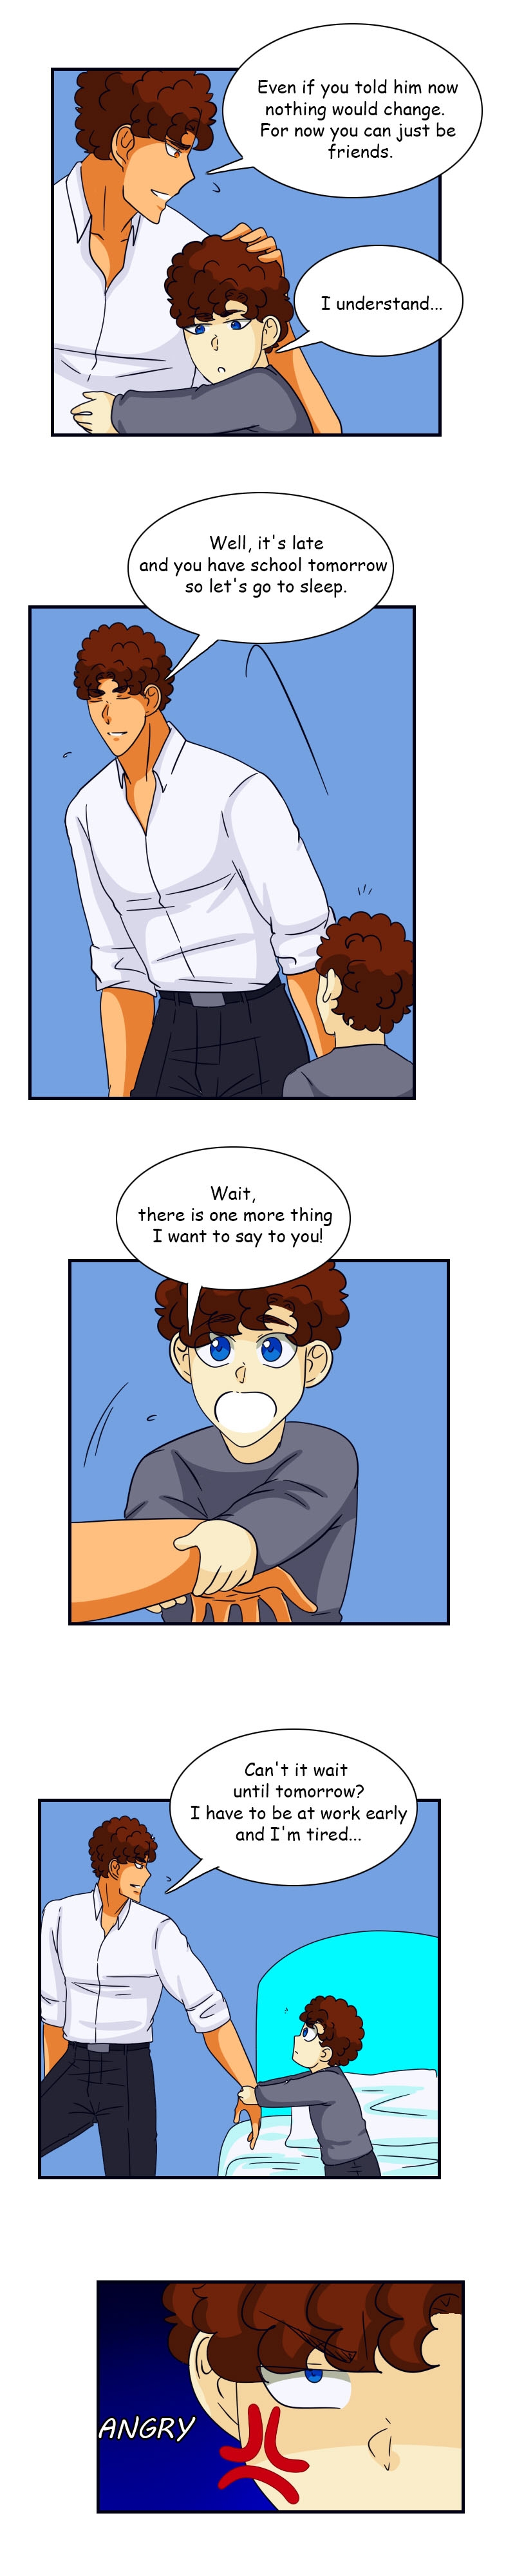 Even if you told him now
nothing would change.
For now you can just be
friends.
I understand...
Well, it's late
and you have school tomorrow
so let's go to sleep.
Wait,
there is one more thing
I want to say to you!
Can't it wait
until tomorrow?
I have to be at work early
and I'm tired...
ANGRY